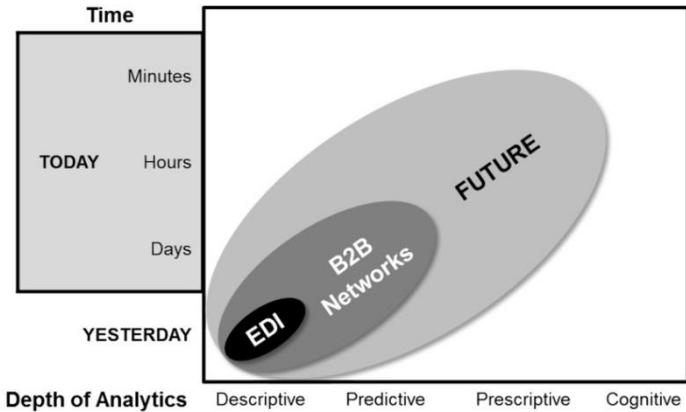 Time
Minutes
TODAY
Hours
Days
YESTERDAY
FUTURE
B2B
Networks
EDI
Depth of Analytics
Descriptive
Predictive
Prescriptive
Cognitive